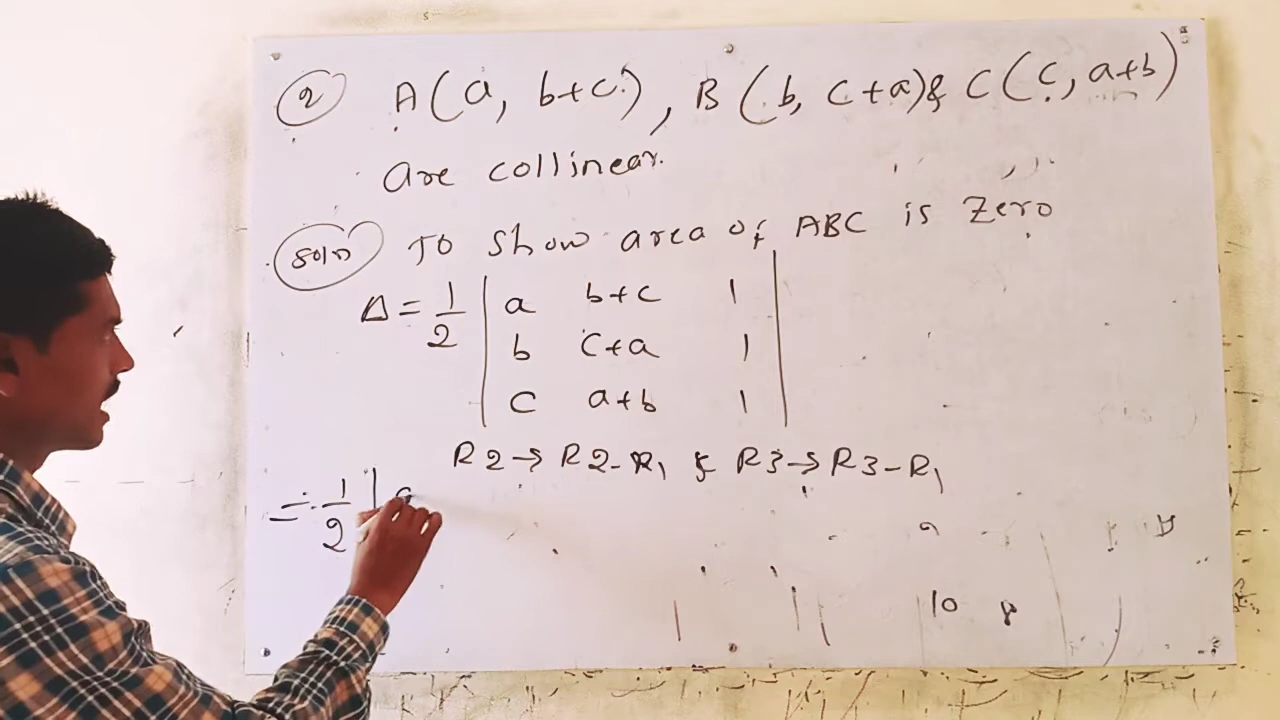 2 A(a, b+c), B(b, c+a) & C(c, a+b)
are collinear.
Soln To show area of ABC is zero
Δ = 1/2 | a b+c 1 |
| b c+a 1 |
| c a+b 1 |
R2→R2-R1 & R3→R3-R1
= 1/2 | a
10